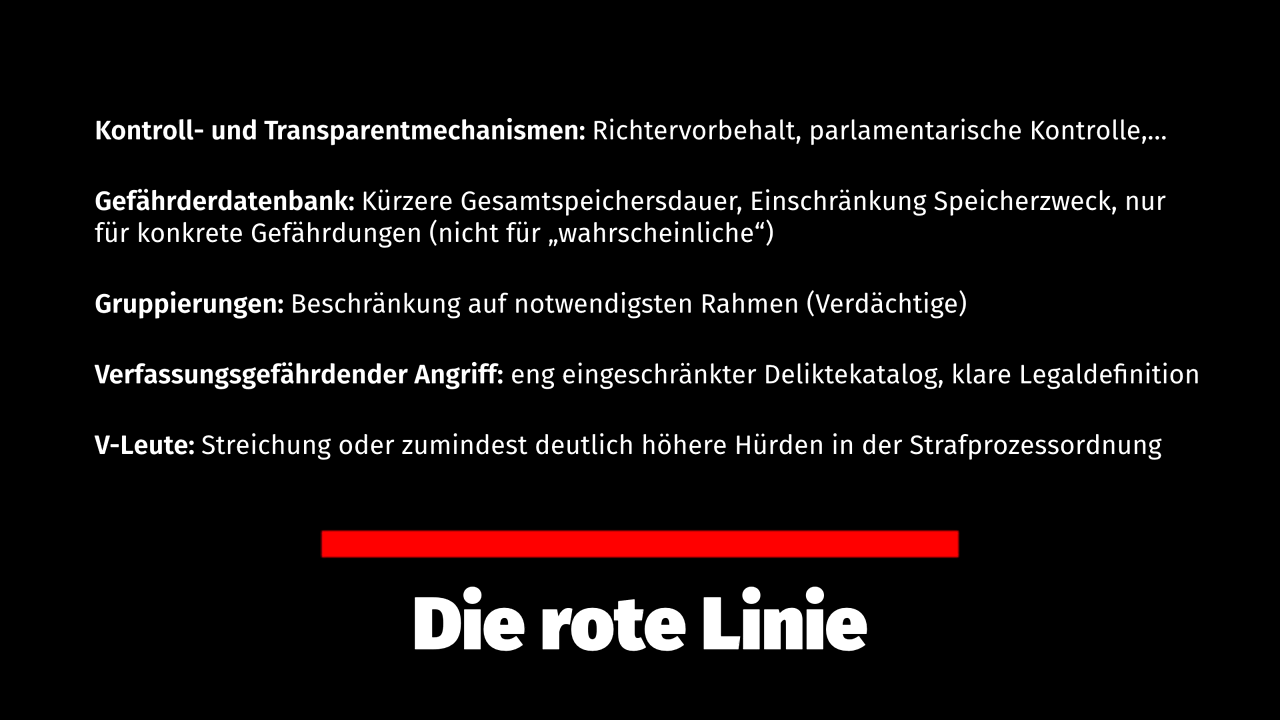 Kontroll- und Transparentmechanismen: Richtervorbehalt, parlamentarische Kontrolle,...
Gefährderdatenbank: Kürzere Gesamtspeichersdauer, Einschränkung Speicherzweck, nur
für konkrete Gefährdungen (nicht für „wahrscheinliche“)
Gruppierungen: Beschränkung auf notwendigsten Rahmen (Verdächtige)
Verfassungsgefährdender Angriff: eng eingeschränkter Deliktekatalog, klare Legaldefinition
V-Leute: Streichung oder zumindest deutlich höhere Hürden in der Strafprozessordnung
Die rote Linie